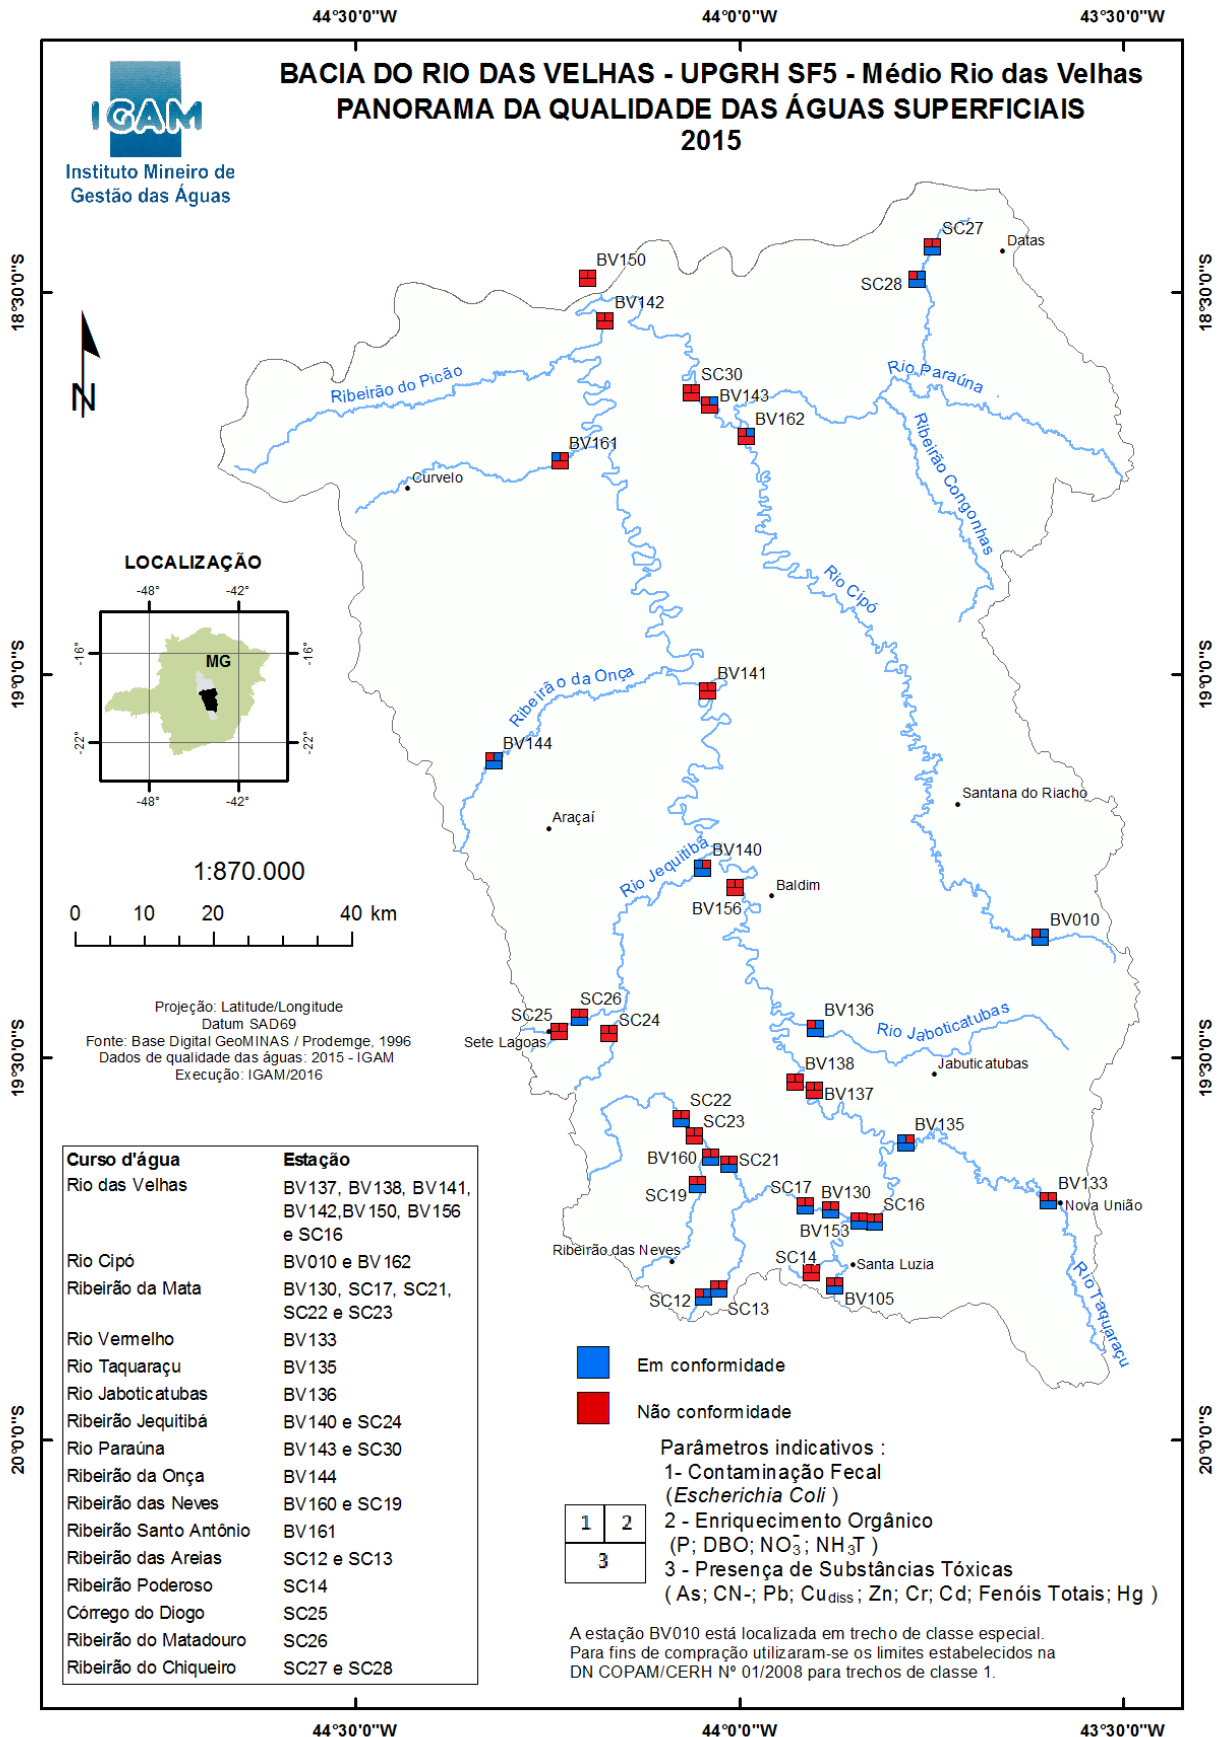 44°30'0"W 44°0'0"W 43°30'0"W
BACIA DO RIO DAS VELHAS - UPGRH SF5 - Médio Rio das Velhas
PANORAMA DA QUALIDADE DAS ÁGUAS SUPERFICIAIS
2015
IGAM
Instituto Mineiro de
Gestão das Águas
SC27
Datas
BV150
SC28
18°30'0"S 18°30'0"S
BV142
N
Ribeirão do Picão
SC30
Rio Paraúna
BV143
BV162
Ribeirão Congonhas
BV161
Curvelo
LOCALIZAÇÃO
-48° -42°
-16° -16°
MG
-22° -22°
-48° -42°
Rio Cipó
19°0'0"S 19°0'0"S
Ribeirão da Onça
BV141
BV144
Santana do Riacho
Araçaí
Rio Jequitibá
BV140
1:870.000
Baldim
BV156
0 10 20 40 km
BV010
Projeção: Latitude/Longitude
Datum SAD69
Fonte: Base Digital GeoMINAS / Prodemge, 1996
Dados de qualidade das águas: 2015 - IGAM
Execução: IGAM/2016
SC26
SC25
SC24
Sete Lagoas
BV136
Rio Jaboticatubas
19°30'0"S 19°30'0"S
BV138
Jabuticatubas
BV137
SC22
SC23
BV135
BV160
SC21
SC19
SC17
BV130
SC16
BV133
Nova União
BV153
Ribeirão das Neves
SC14
Santa Luzia
SC12
SC13
BV105
Rio Taquaraçu
Curso d'água Estação
Rio das Velhas BV137, BV138, BV141,
BV142,BV150, BV156
e SC16
Rio Cipó BV010 e BV162
Ribeirão da Mata BV130, SC17, SC21,
SC22 e SC23
Rio Vermelho BV133
Rio Taquaraçu BV135
Rio Jaboticatubas BV136
Ribeirão Jequitibá BV140 e SC24
Rio Paraúna BV143 e SC30
Ribeirão da Onça BV144
Ribeirão das Neves BV160 e SC19
Ribeirão Santo Antônio BV161
Ribeirão das Areias SC12 e SC13
Ribeirão Poderoso SC14
Córrego do Diogo SC25
Ribeirão do Matadouro SC26
Ribeirão do Chiqueiro SC27 e SC28
Em conformidade
Não conformidade
20°0'0"S 20°0'0"S
Parâmetros indicativos :
1- Contaminação Fecal
(Escherichia Coli )
1 2
3
2 - Enriquecimento Orgânico
(P; DBO; NO₃⁻; NH₃T )
3 - Presença de Substâncias Tóxicas
( As; CN-; Pb; Cu diss ; Zn; Cr; Cd; Fenóis Totais; Hg )
A estação BV010 está localizada em trecho de classe especial.
Para fins de compração utilizaram-se os limites estabelecidos na
DN COPAM/CERH Nº 01/2008 para trechos de classe 1.
44°30'0"W 44°0'0"W 43°30'0"W